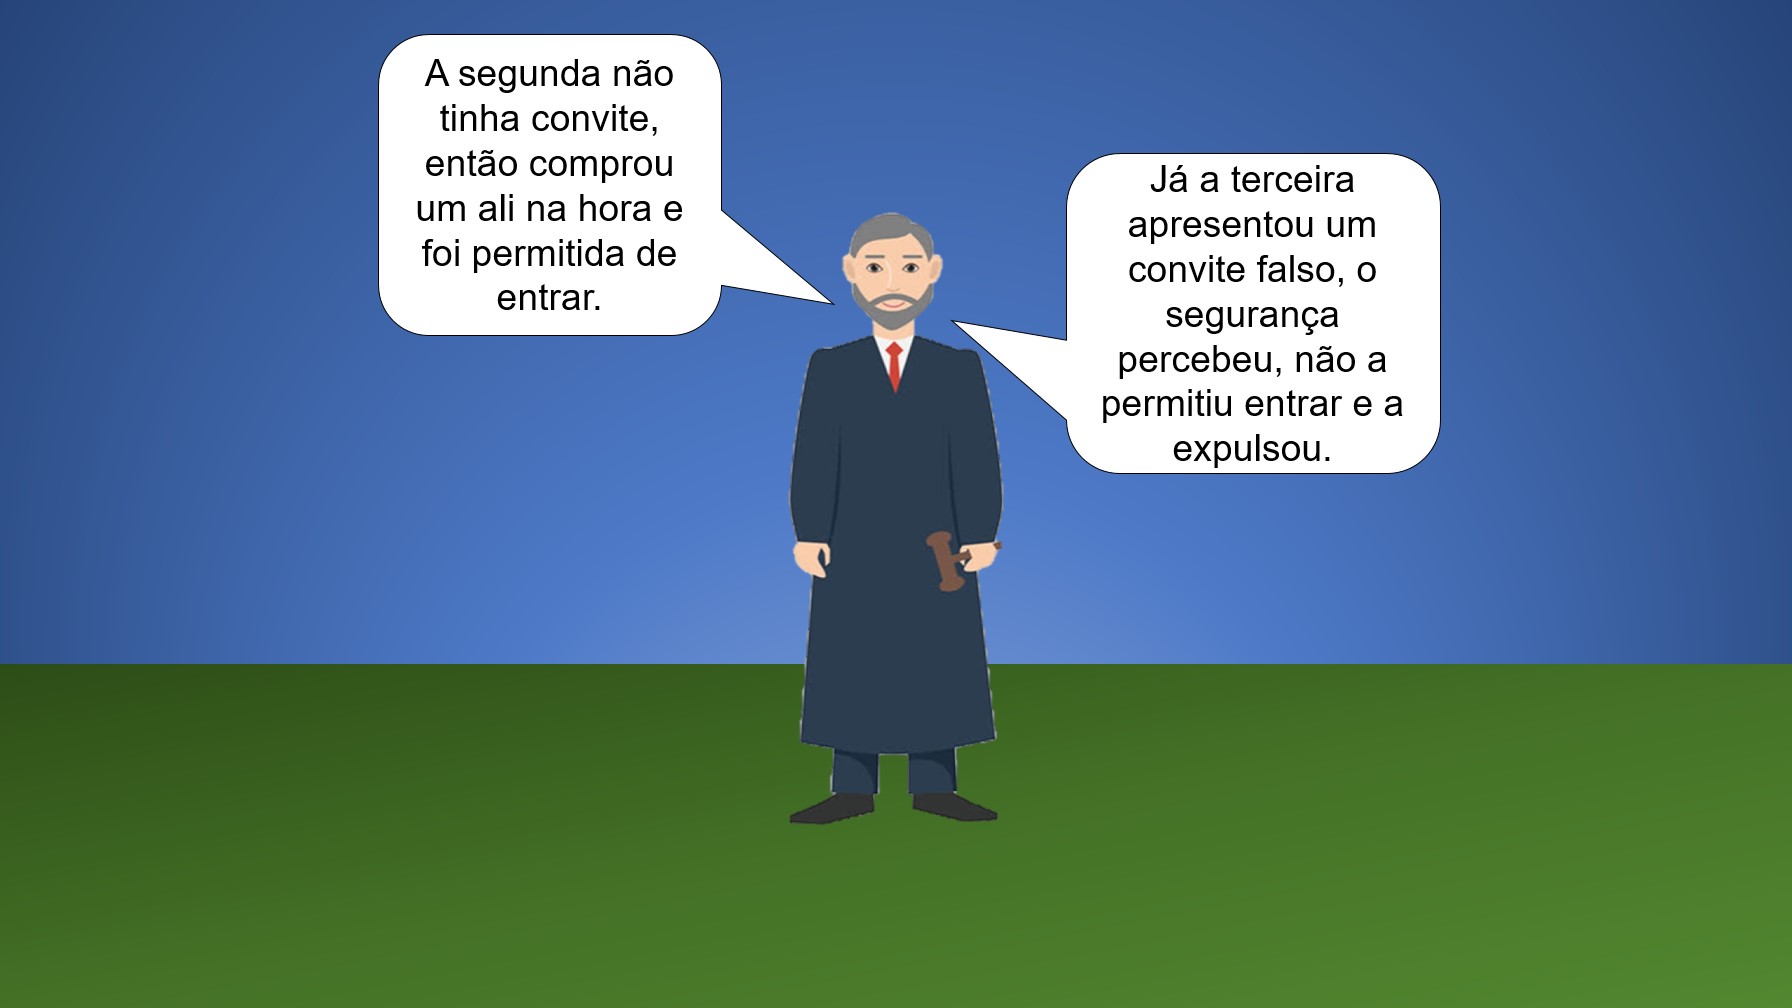 A segunda não
tinha convite,
então comprou
um ali na hora e
foi permitida de
entrar.
Já a terceira
apresentou um
convite falso, o
segurança
percebeu, não a
permitiu entrar e a
expulsou.